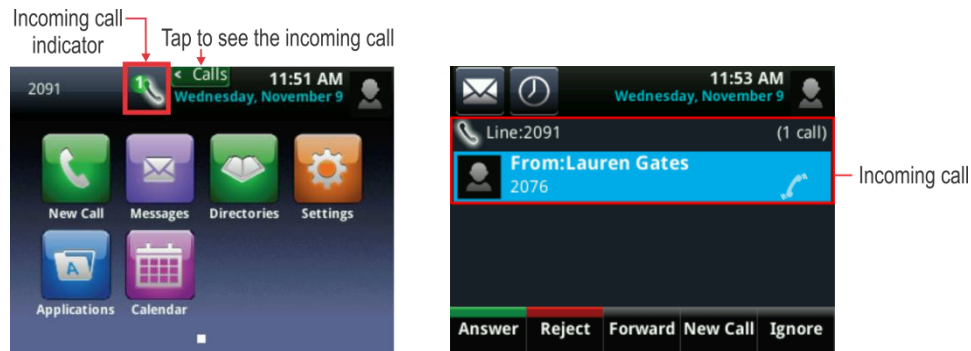 Incoming call
indicator
Tap to see the incoming call
2091
1
< Calls
11:51 AM
Wednesday, November 9
New Call
Messages
Directories
Settings
A
Applications
Calendar
11:53 AM
Wednesday, November 9
Line:2091
(1 call)
From:Lauren Gates
2076
Incoming call
Answer
Reject
Forward
New Call
Ignore